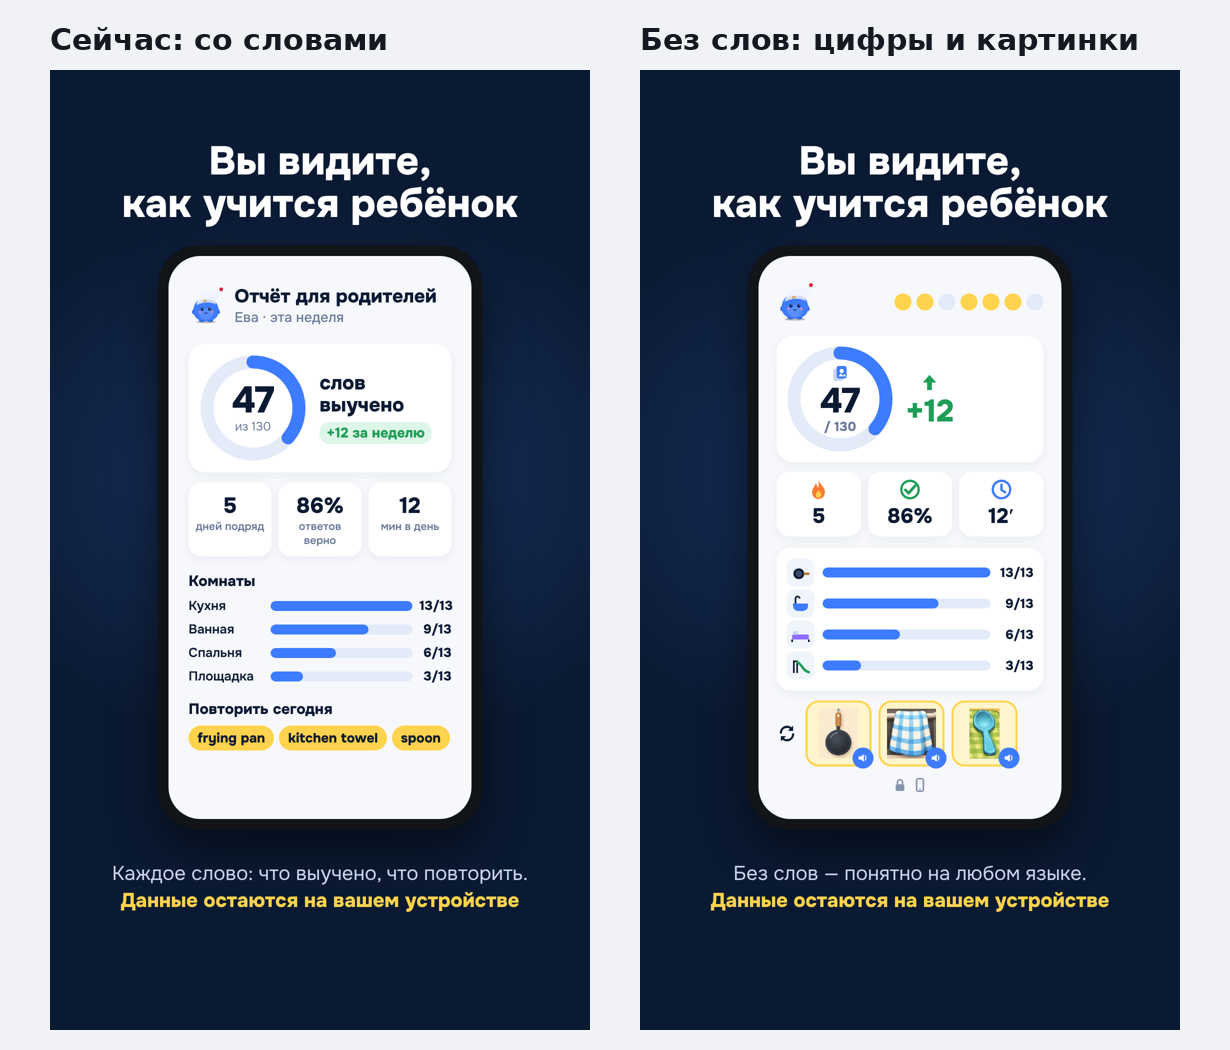 Сейчас: со словами
Вы видите,
как учится ребёнок
Отчёт для родителей
Ева · эта неделя
47
из 130
слов
выучено
+12 за неделю
5
дней подряд
86%
ответов
верно
12
мин в день
Комнаты
Кухня 13/13
Ванная 9/13
Спальня 6/13
Площадка 3/13
Повторить сегодня
frying pan kitchen towel spoon
Каждое слово: что выучено, что повторить.
Данные остаются на вашем устройстве
Без слов: цифры и картинки
Вы видите,
как учится ребёнок
47
/ 130
+12
5
86%
12′
13/13
9/13
6/13
3/13
Без слов — понятно на любом языке.
Данные остаются на вашем устройстве